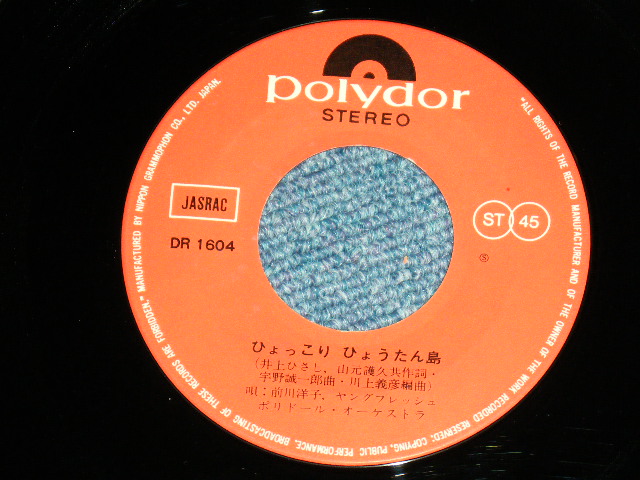 polydor
STEREO
JASRAC
DR 1604
ST 45
Ⓢ
ひょっこり ひょうたん島
(井上ひさし、山元護久共作詞・
宇野誠一郎曲・川上義彦編曲)
唄：前川洋子、ヤングフレッシュ
ポリドール・オーケストラ
"ALL RIGHTS OF THE RECORD MANUFACTURER AND OF THE OWNER OF THE WORK RECORDED RESERVED; COPYING, PUBLIC PERFORMANCE, BROADCASTING OF THESE RECORDS ARE FORBIDDEN." MANUFACTURED BY NIPPON GRAMMOPHON CO., LTD. JAPAN.